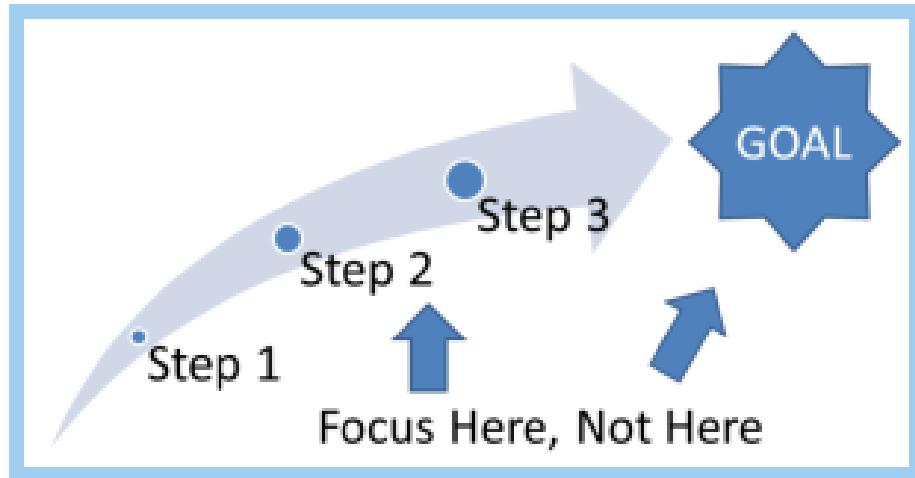 GOAL
Step 3
Step 2
Step 1
Focus Here, Not Here